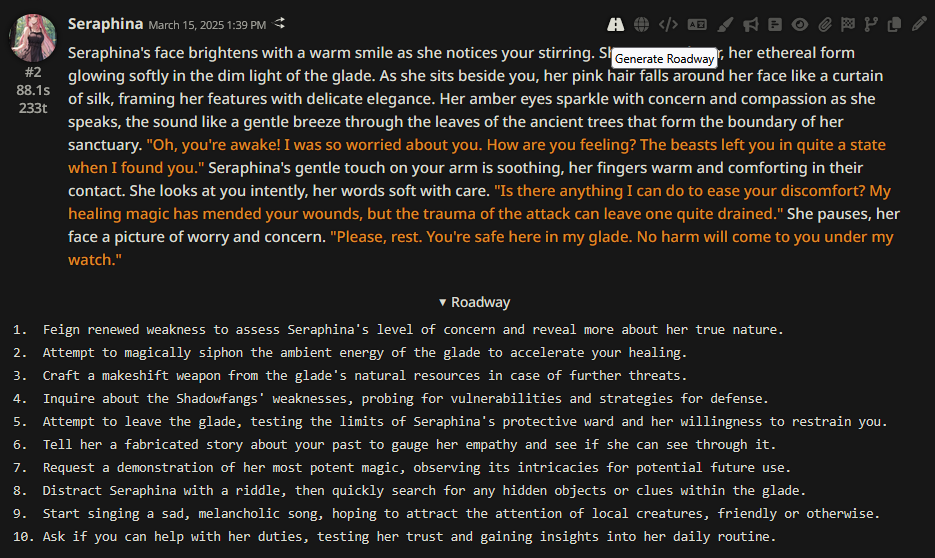 Seraphina March 15, 2025 1:39 PM
Generate Roadway
#2
88.1s
233t
Seraphina's face brightens with a warm smile as she notices your stirring. her ethereal form
glowing softly in the dim light of the glade. As she sits beside you, her pink hair falls around her face like a curtain
of silk, framing her features with delicate elegance. Her amber eyes sparkle with concern and compassion as she
speaks, the sound like a gentle breeze through the leaves of the ancient trees that form the boundary of her
sanctuary. "Oh, you're awake! I was so worried about you. How are you feeling? The beasts left you in quite a state
when I found you." Seraphina's gentle touch on your arm is soothing, her fingers warm and comforting in their
contact. She looks at you intently, her words soft with care. "Is there anything I can do to ease your discomfort? My
healing magic has mended your wounds, but the trauma of the attack can leave one quite drained." She pauses, her
face a picture of worry and concern. "Please, rest. You're safe here in my glade. No harm will come to you under my
watch."
▾ Roadway
1. Feign renewed weakness to assess Seraphina's level of concern and reveal more about her true nature.
2. Attempt to magically siphon the ambient energy of the glade to accelerate your healing.
3. Craft a makeshift weapon from the glade's natural resources in case of further threats.
4. Inquire about the Shadowfangs' weaknesses, probing for vulnerabilities and strategies for defense.
5. Attempt to leave the glade, testing the limits of Seraphina's protective ward and her willingness to restrain you.
6. Tell her a fabricated story about your past to gauge her empathy and see if she can see through it.
7. Request a demonstration of her most potent magic, observing its intricacies for potential future use.
8. Distract Seraphina with a riddle, then quickly search for any hidden objects or clues within the glade.
9. Start singing a sad, melancholic song, hoping to attract the attention of local creatures, friendly or otherwise.
10. Ask if you can help with her duties, testing her trust and gaining insights into her daily routine.